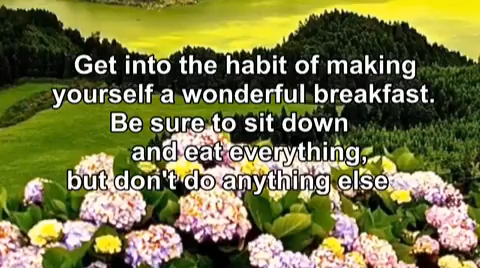 Get into the habit of making
yourself a wonderful breakfast.
Be sure to sit down
and eat everything,
but don't do anything else